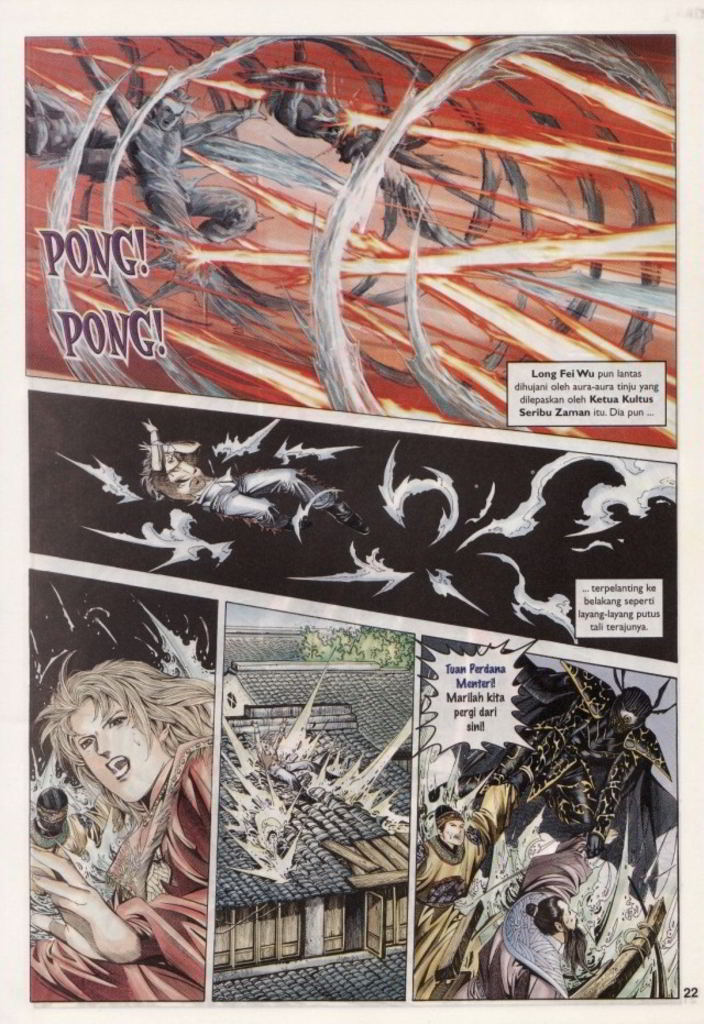 PONG!
PONG!
Long Fei Wu pun lantas
dihujani oleh aura-aura tinju yang
dilepaskan oleh Ketua Kultus
Seribu Zaman itu. Dia pun ...
... terpelanting ke
belakang seperti
layang-layang putus
tali terajunya.
Tuan Perdana
Menteri!
Marilah kita
pergi dari
sini!
22